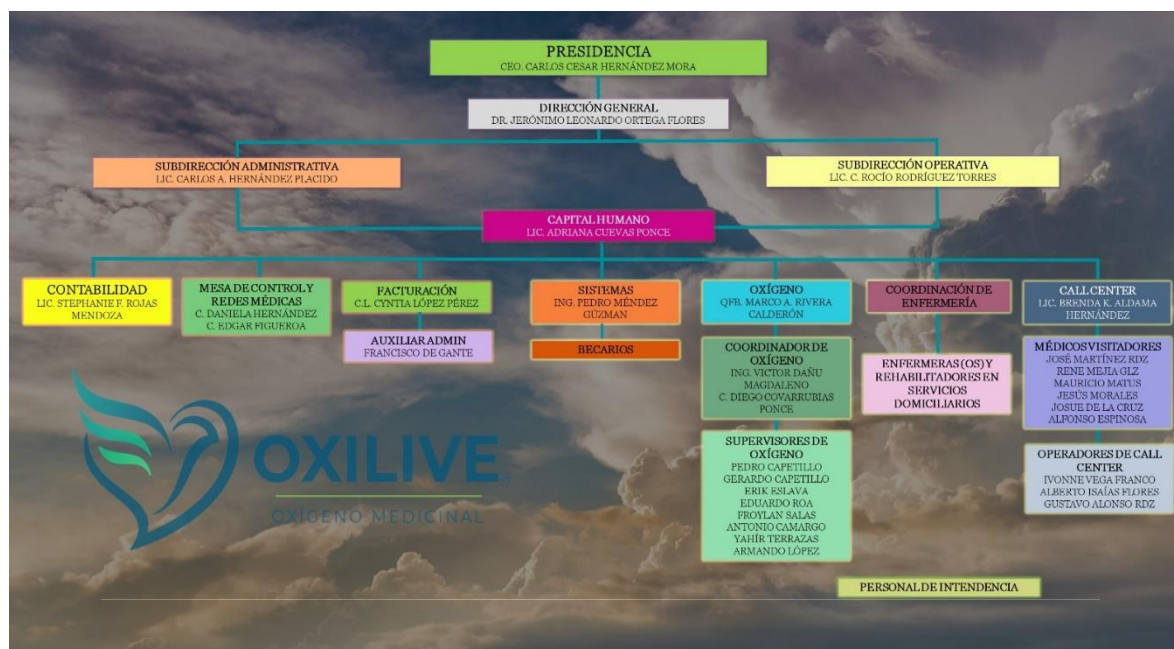 PRESIDENCIA
CEO. CARLOS CESAR HERNÁNDEZ MORA
DIRECCIÓN GENERAL
DR. JERÓNIMO LEONARDO ORTEGA FLORES
SUBDIRECCIÓN ADMINISTRATIVA
LIC. CARLOS A. HERNÁNDEZ PLACIDO
SUBDIRECCIÓN OPERATIVA
LIC. C. ROCÍO RODRÍGUEZ TORRES
CAPITAL HUMANO
LIC. ADRIANA CUEVAS PONCE
CONTABILIDAD
LIC. STEPHANIE F. ROJAS
MENDOZA
MESA DE CONTROL Y
REDES MÉDICAS
C. DANIELA HERNÁNDEZ
C. EDGAR FIGUEROA
FACTURACIÓN
C.L. CYNTIA LÓPEZ PÉREZ
AUXILIAR ADMIN
FRANCISCO DE GANTE
SISTEMAS
ING. PEDRO MÉNDEZ
GÚZMAN
BECARIOS
OXÍGENO
QFB. MARCO A. RIVERA
CALDERÓN
COORDINADOR DE
OXÍGENO
ING. VICTOR DAÑU
MAGDALENO
C. DIEGO COVARRUBIAS
PONCE
SUPERVISORES DE
OXÍGENO
PEDRO CAPETILLO
GERARDO CAPETILLO
ERIK ESLAVA
EDUARDO ROA
FROYLAN SALAS
ANTONIO CAMARGO
YAHÍR TERRAZAS
ARMANDO LÓPEZ
COORDINACIÓN DE
ENFERMERÍA
ENFERMERAS (OS) Y
REHABILITADORES EN
SERVICIOS
DOMICILIARIOS
CALL CENTER
LIC. BRENDA K. ALDAMA
HERNÁNDEZ
MÉDICOS VISITADORES
JOSÉ MARTÍNEZ RDZ
RENE MEJIA GLZ
MAURICIO MATUS
JESÚS MORALES
JOSUE DE LA CRUZ
ALFONSO ESPINOSA
OPERADORES DE CALL
CENTER
IVONNE VEGA FRANCO
ALBERTO ISAÍAS FLORES
GUSTAVO ALONSO RDZ
OXILIVE
OXÍGENO MEDICINAL
PERSONAL DE INTENDENCIA